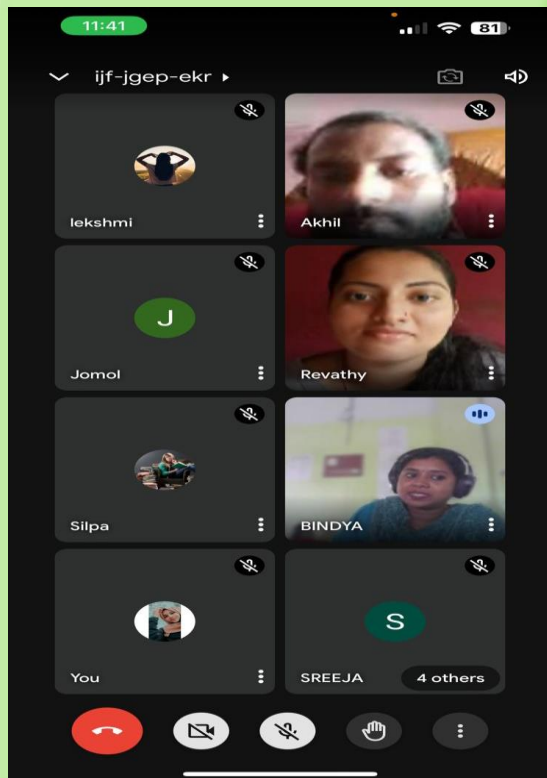 11:41
81
ijf-jgep-ekr
lekshmi
Akhil
J
Jomol
Revathy
Silpa
BINDYA
You
S
SREEJA
4 others